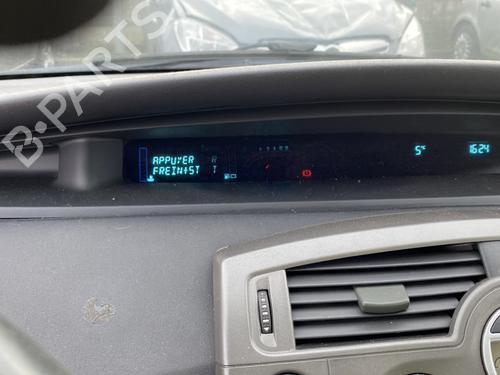 B-PARTS
APPUYER R
FREIN+ST T
5°C
16:24